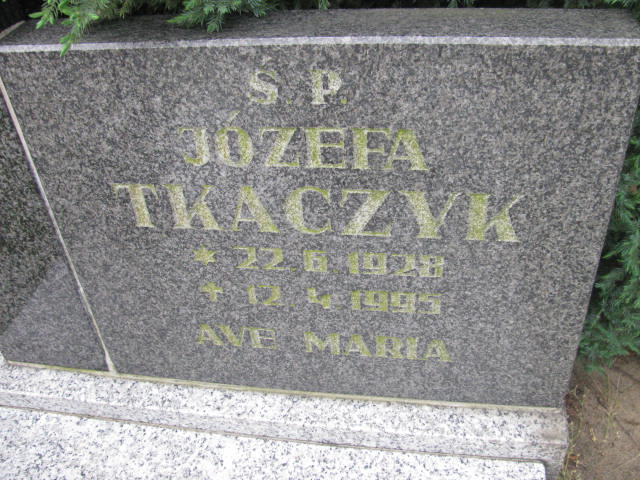 Ś. P.
JÓZEFA
TKACZYK
* 22. 6 1928
+ 12. 4. 1995
AVE MARIA